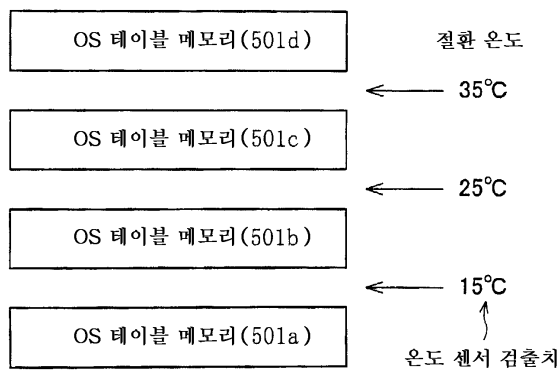 OS 테이블 메모리(501d)
절환 온도
35℃
OS 테이블 메모리(501c)
25℃
OS 테이블 메모리(501b)
15℃
OS 테이블 메모리(501a)
온도 센서 검출치